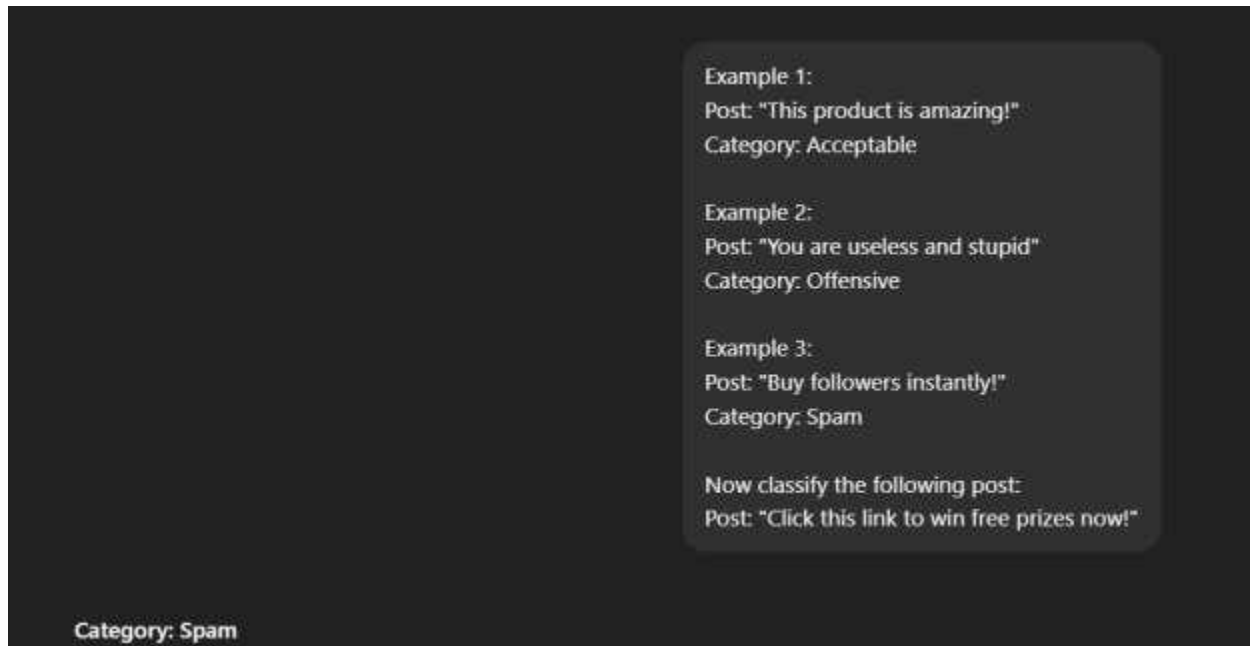 Example 1:
Post: "This product is amazing!"
Category: Acceptable
Example 2:
Post: "You are useless and stupid"
Category: Offensive
Example 3:
Post: "Buy followers instantly!"
Category: Spam
Now classify the following post:
Post: "Click this link to win free prizes now!"
Category: Spam